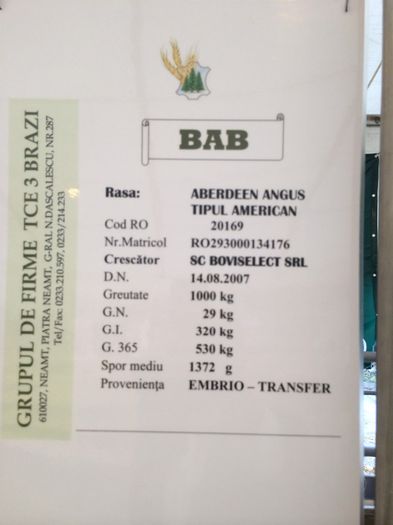 BAB
Rasa: ABERDEEN ANGUS
TIPUL AMERICAN
Cod RO 20169
Nr.Matricol RO293000134176
Crescător SC BOVISELECT SRL
D.N. 14.08.2007
Greutate 1000 kg
G.N. 29 kg
G.I. 320 kg
G. 365 530 kg
Spor mediu 1372 g
Proveniența EMBRIO – TRANSFER
GRUPUL DE FIRME TCE 3 BRAZI
610027, NEAMT, PIATRA NEAMT, G-RAL N.DASCALESCU, NR.287
Tel/Fax: 0233.210.597, 0233/214.233